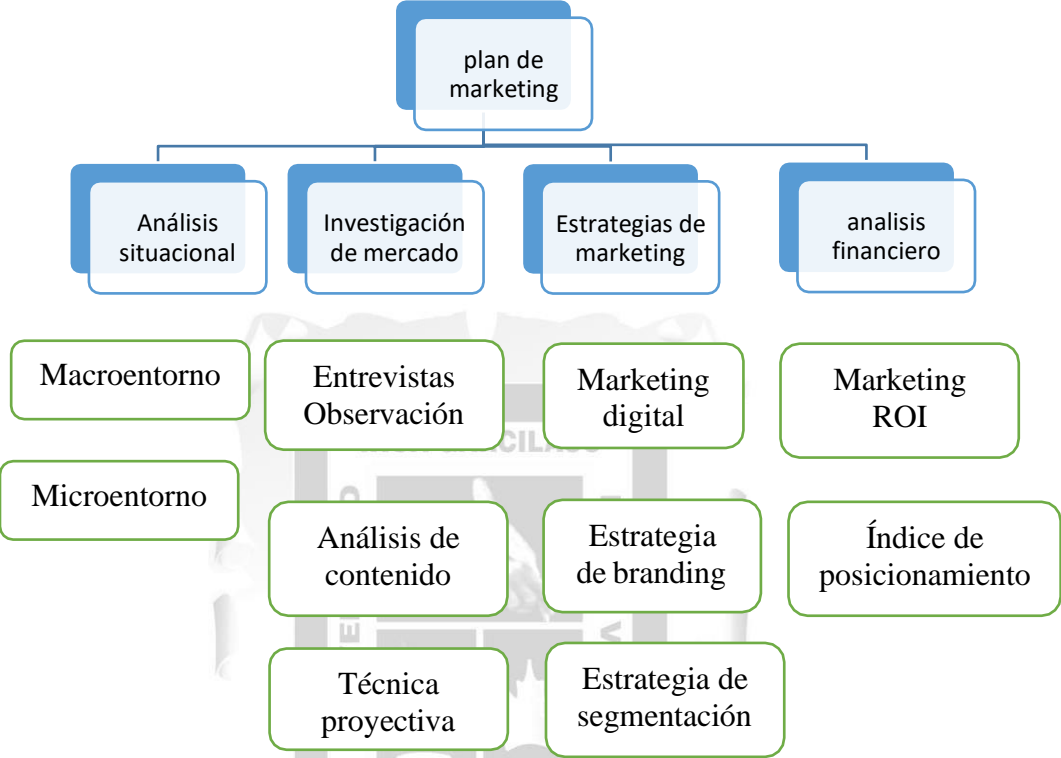 plan de
marketing
Análisis
situacional
Investigación
de mercado
Estrategias de
marketing
analisis
financiero
Macroentorno
Entrevistas
Observación
Marketing
digital
Marketing
ROI
Microentorno
Análisis de
contenido
Estrategia
de branding
Índice de
posicionamiento
Técnica
proyectiva
Estrategia de
segmentación